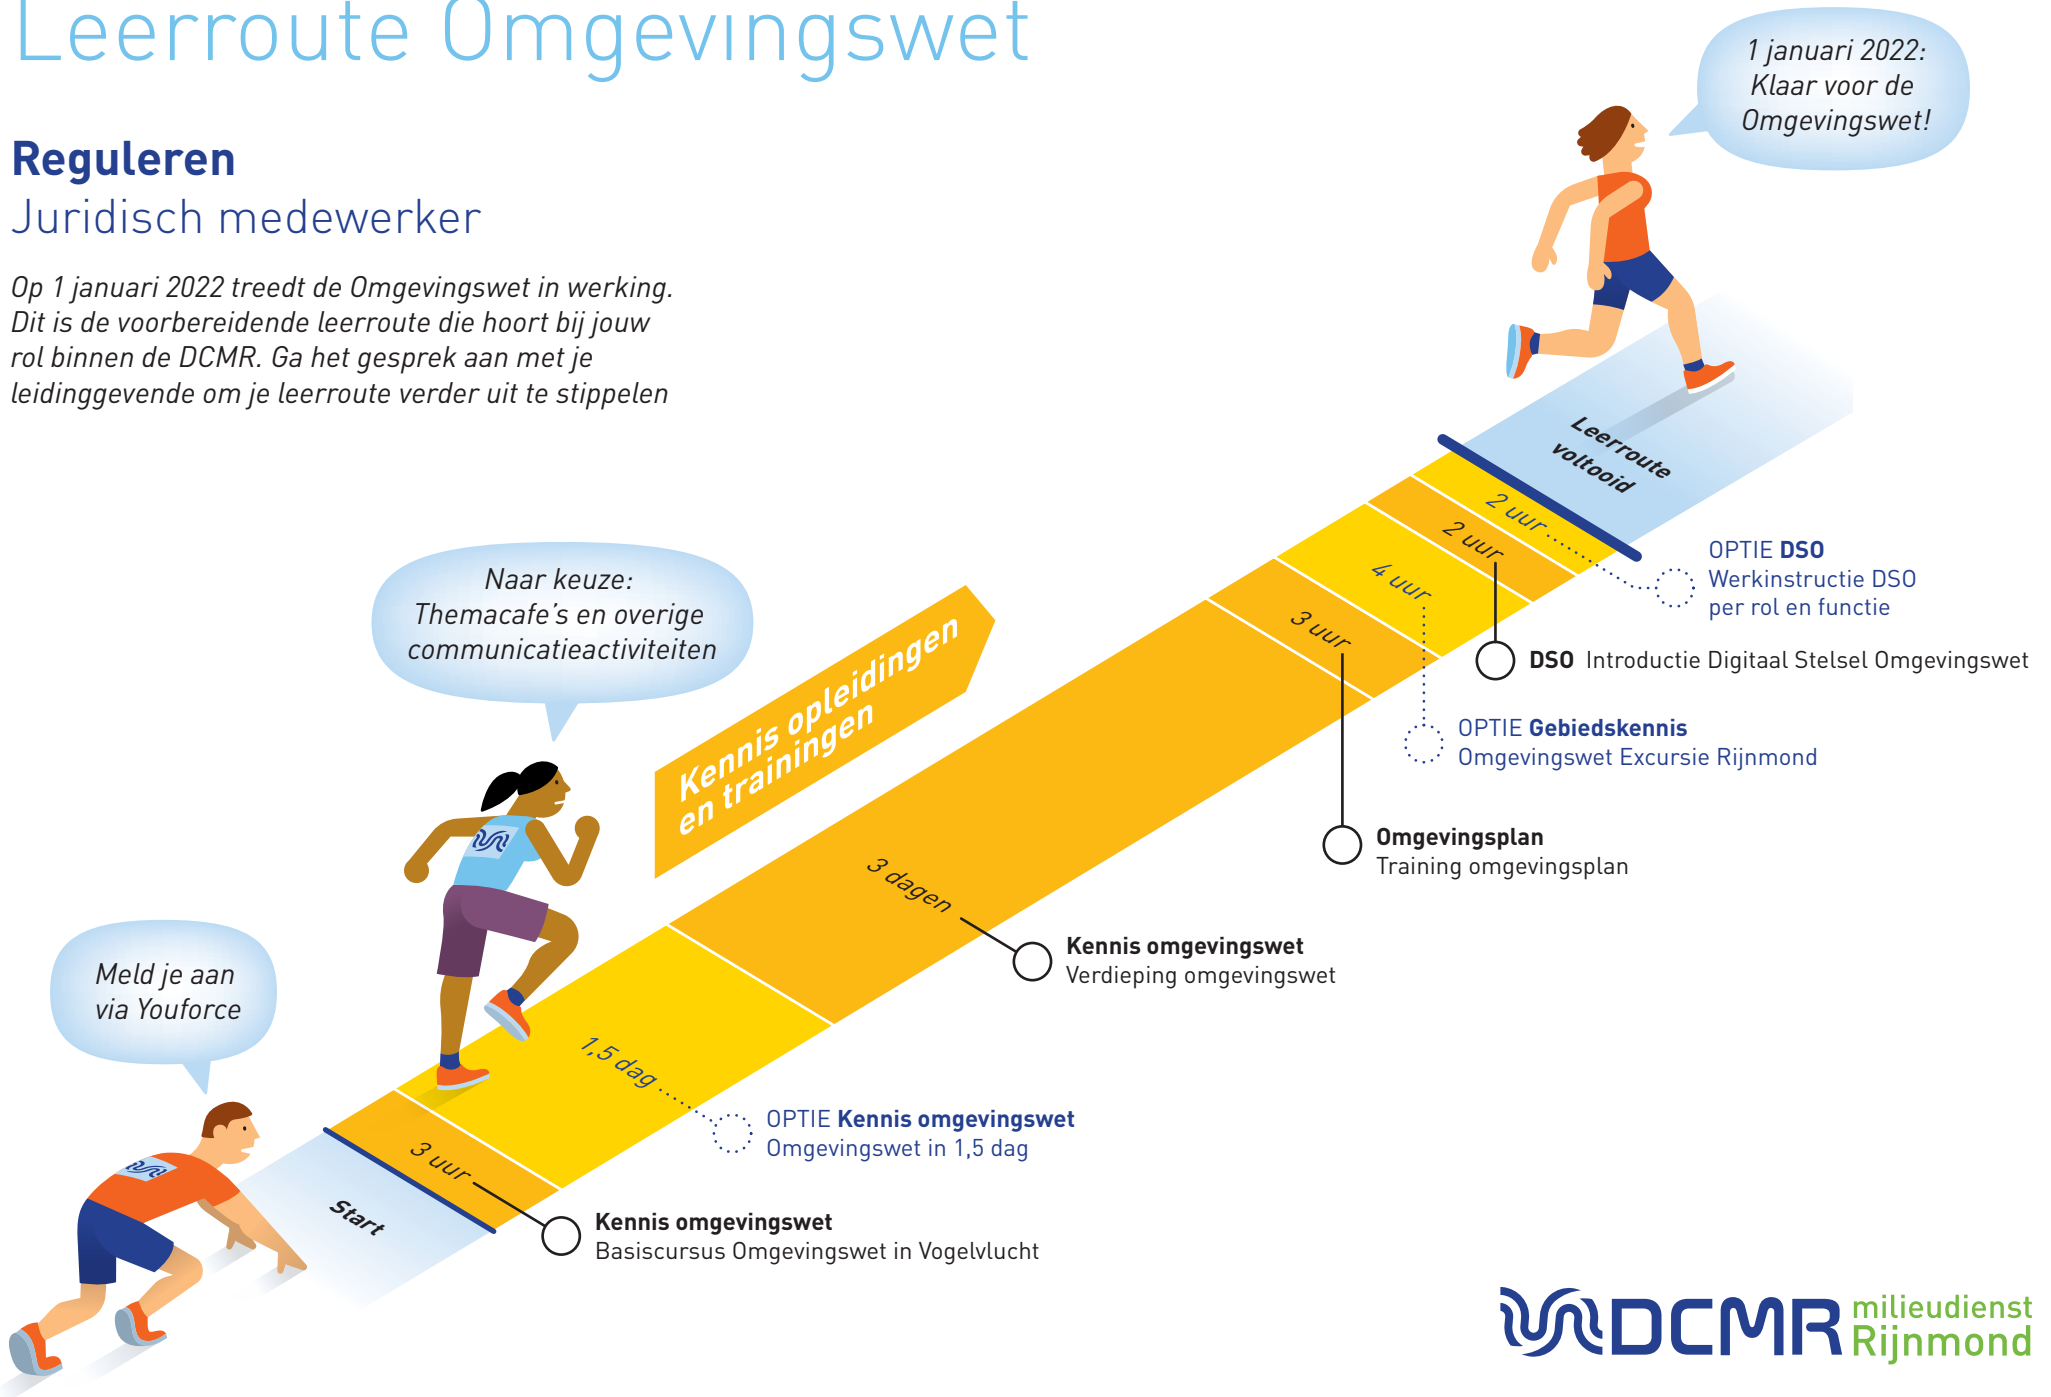 Leerroute Omgevingswet
Reguleren
Juridisch medewerker
Op 1 januari 2022 treedt de Omgevingswet in werking.
Dit is de voorbereidende leerroute die hoort bij jouw
rol binnen de DCMR. Ga het gesprek aan met je
leidinggevende om je leerroute verder uit te stippelen
1 januari 2022:
Klaar voor de
Omgevingswet!
Leerroute
voltooid
2 uur
OPTIE DSO
Werkinstructie DSO
per rol en functie
2 uur
DSO Introductie Digitaal Stelsel Omgevingswet
4 uur
OPTIE Gebiedskennis
Omgevingswet Excursie Rijnmond
3 uur
Omgevingsplan
Training omgevingsplan
Naar keuze:
Themacafe's en overige
communicatieactiviteiten
Kennis opleidingen
en trainingen
3 dagen
Kennis omgevingswet
Verdieping omgevingswet
1,5 dag
OPTIE Kennis omgevingswet
Omgevingswet in 1,5 dag
Meld je aan
via Youforce
3 uur
Kennis omgevingswet
Basiscursus Omgevingswet in Vogelvlucht
Start
DCMR
milieudienst
Rijnmond